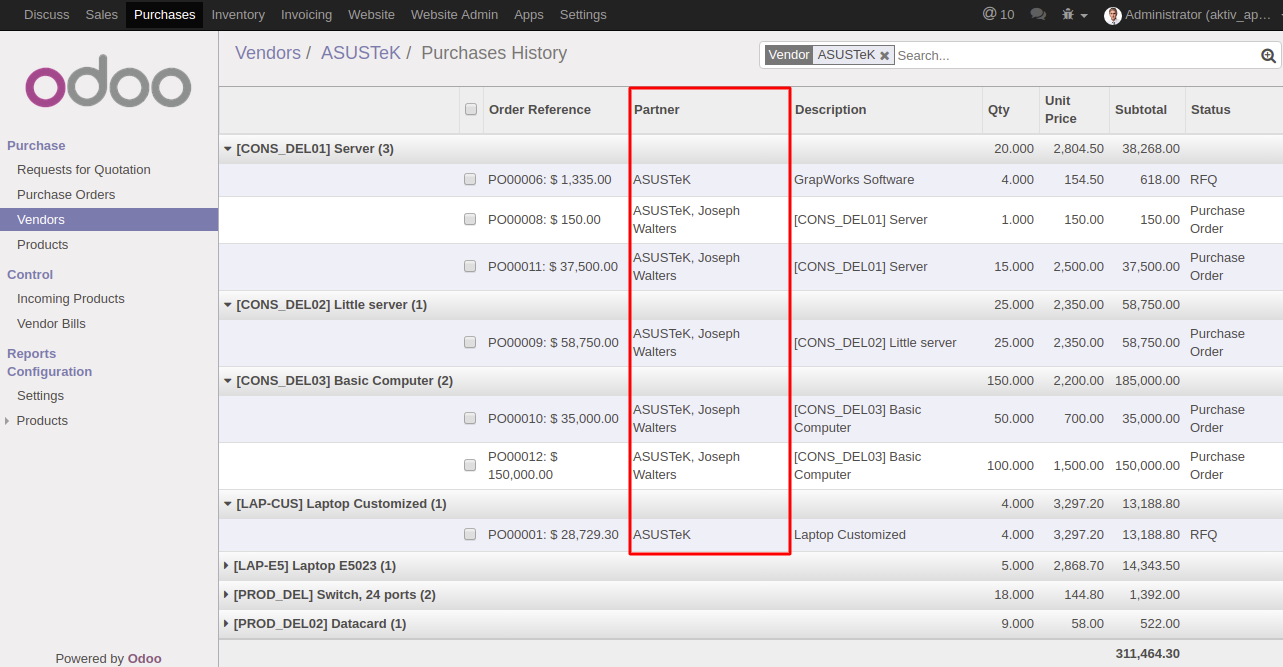 Discuss Sales Purchases Inventory Invoicing Website Website Admin Apps Settings @ 10 Administrator (aktiv_ap...
odoo
Vendors / ASUSTeK / Purchases History
Vendor ASUSTeK Search...
Purchase
Requests for Quotation
Purchase Orders
Vendors
Products
Control
Incoming Products
Vendor Bills
Reports
Configuration
Settings
Products
Powered by Odoo
Order Reference Partner Description Qty Unit Subtotal Status
Price
[CONS_DEL01] Server (3) 20.000 2,804.50 38,268.00
PO00006: $ 1,335.00 ASUSTeK GrapWorks Software 4.000 154.50 618.00 RFQ
PO00008: $ 150.00 ASUSTeK, Joseph [CONS_DEL01] Server 1.000 150.00 150.00 Purchase
Walters Order
PO00011: $ 37,500.00 ASUSTeK, Joseph [CONS_DEL01] Server 15.000 2,500.00 37,500.00 Purchase
Walters Order
[CONS_DEL02] Little server (1) 25.000 2,350.00 58,750.00
PO00009: $ 58,750.00 ASUSTeK, Joseph [CONS_DEL02] Little server 25.000 2,350.00 58,750.00 Purchase
Walters Order
[CONS_DEL03] Basic Computer (2) 150.000 2,200.00 185,000.00
PO00010: $ 35,000.00 ASUSTeK, Joseph [CONS_DEL03] Basic 50.000 700.00 35,000.00 Purchase
Walters Computer Order
PO00012: $ ASUSTeK, Joseph [CONS_DEL03] Basic 100.000 1,500.00 150,000.00 Purchase
150,000.00 Walters Computer Order
[LAP-CUS] Laptop Customized (1) 4.000 3,297.20 13,188.80
PO00001: $ 28,729.30 ASUSTeK Laptop Customized 4.000 3,297.20 13,188.80 RFQ
[LAP-E5] Laptop E5023 (1) 5.000 2,868.70 14,343.50
[PROD_DEL] Switch, 24 ports (2) 18.000 144.80 1,392.00
[PROD_DEL02] Datacard (1) 9.000 58.00 522.00
311,464.30